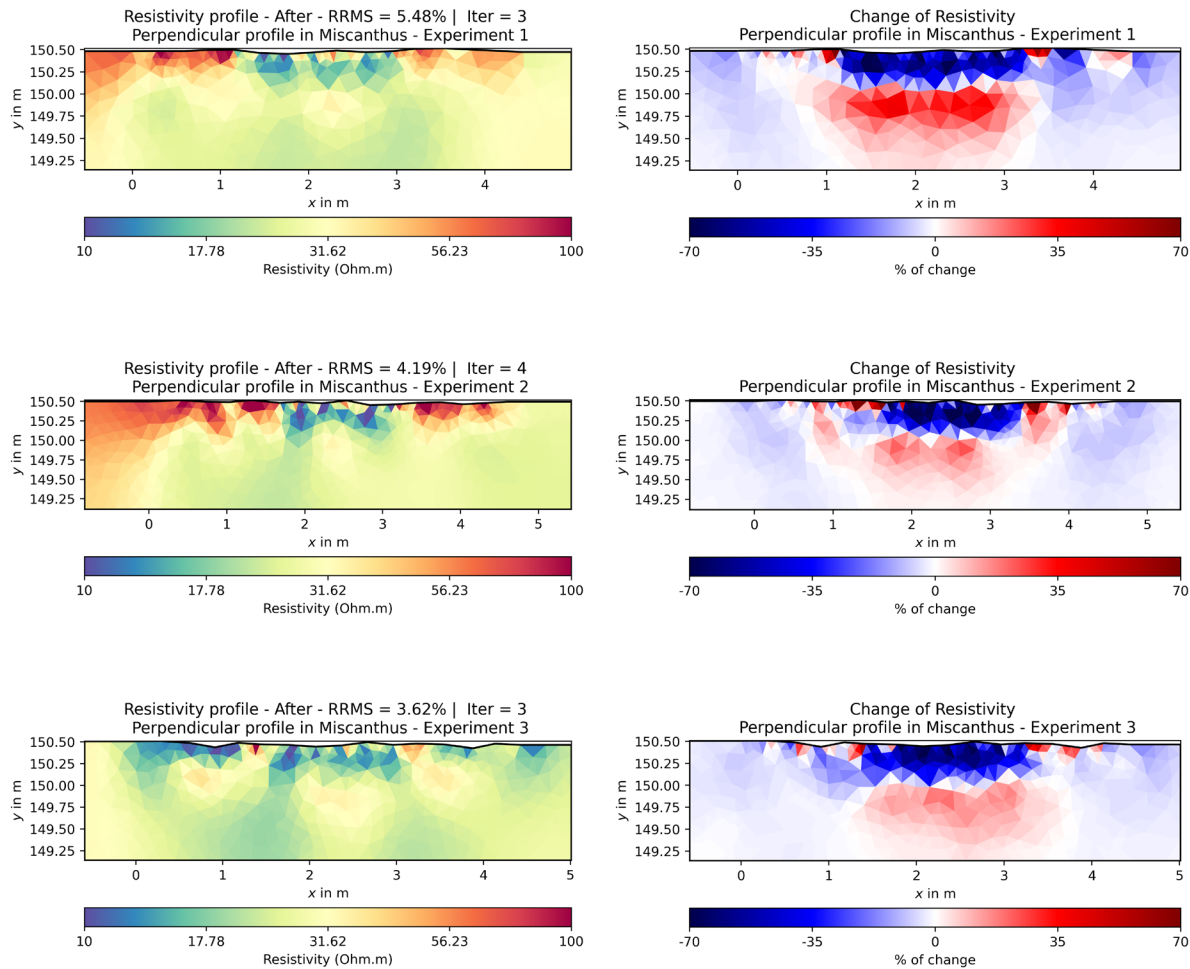 Resistivity profile - After - RRMS = 5.48% | Iter = 3
Perpendicular profile in Miscanthus - Experiment 1
150.50
150.25
150.00
149.75
149.50
149.25
y in m
0 1 2 3 4
x in m
10 17.78 31.62 56.23 100
Resistivity (Ohm.m)
Change of Resistivity
Perpendicular profile in Miscanthus - Experiment 1
150.50
150.25
150.00
149.75
149.50
149.25
y in m
0 1 2 3 4
x in m
-70 -35 0 35 70
% of change
Resistivity profile - After - RRMS = 4.19% | Iter = 4
Perpendicular profile in Miscanthus - Experiment 2
150.50
150.25
150.00
149.75
149.50
149.25
y in m
0 1 2 3 4 5
x in m
10 17.78 31.62 56.23 100
Resistivity (Ohm.m)
Change of Resistivity
Perpendicular profile in Miscanthus - Experiment 2
150.50
150.25
150.00
149.75
149.50
149.25
y in m
0 1 2 3 4 5
x in m
-70 -35 0 35 70
% of change
Resistivity profile - After - RRMS = 3.62% | Iter = 3
Perpendicular profile in Miscanthus - Experiment 3
150.50
150.25
150.00
149.75
149.50
149.25
y in m
0 1 2 3 4 5
x in m
10 17.78 31.62 56.23 100
Resistivity (Ohm.m)
Change of Resistivity
Perpendicular profile in Miscanthus - Experiment 3
150.50
150.25
150.00
149.75
149.50
149.25
y in m
0 1 2 3 4 5
x in m
-70 -35 0 35 70
% of change